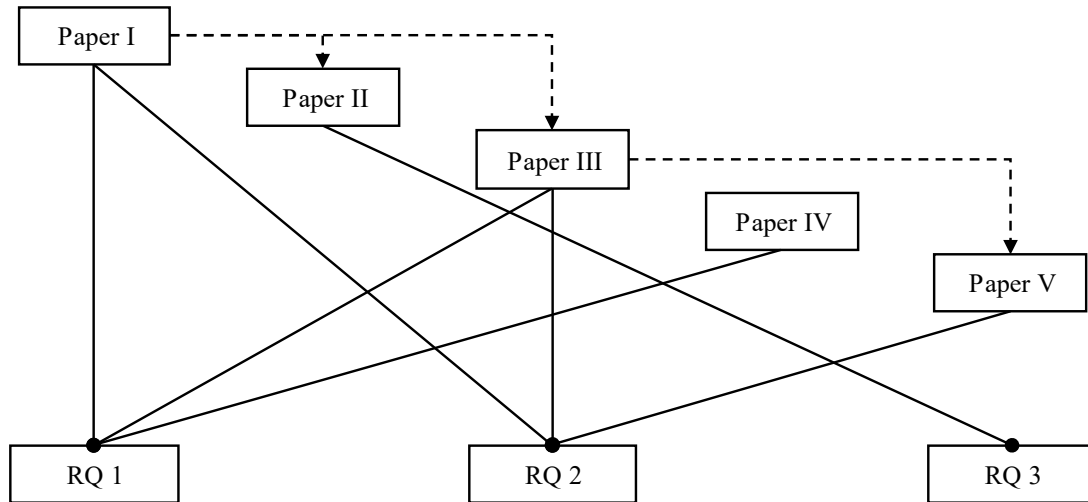 Paper I
Paper II
Paper III
Paper IV
Paper V
RQ 1
RQ 2
RQ 3